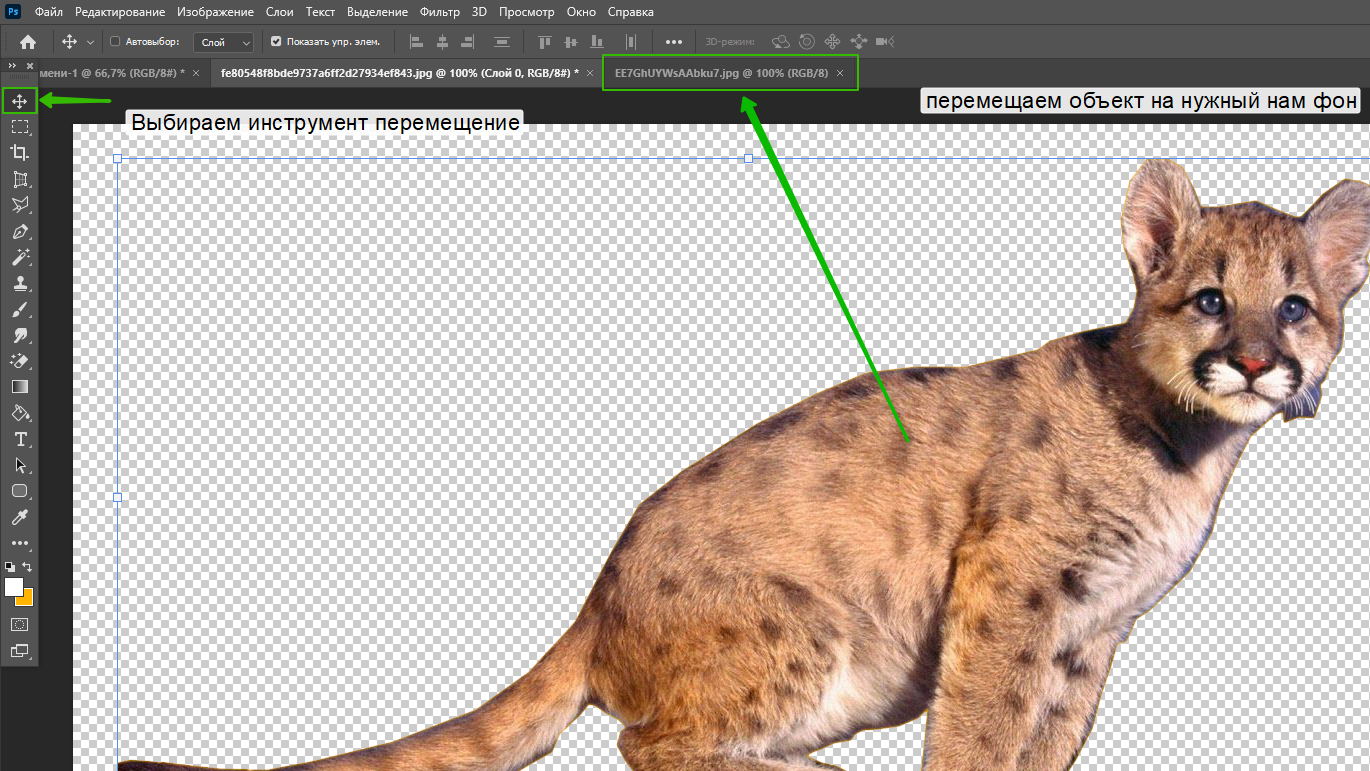 Ps Файл Редактирование Изображение Слои Текст Выделение Фильтр 3D Просмотр Окно Справка
Автовыбор: Слой Показать упр. элем. 3D-режим:
мени-1 @ 66,7% (RGB/8#) * × fe80548f8bde9737a6ff2d27934ef843.jpg @ 100% (Слой 0, RGB/8#) * × EE7GhUYWsAAbku7.jpg @ 100% (RGB/8) ×
перемещаем объект на нужный нам фон
Выбираем инструмент перемещение